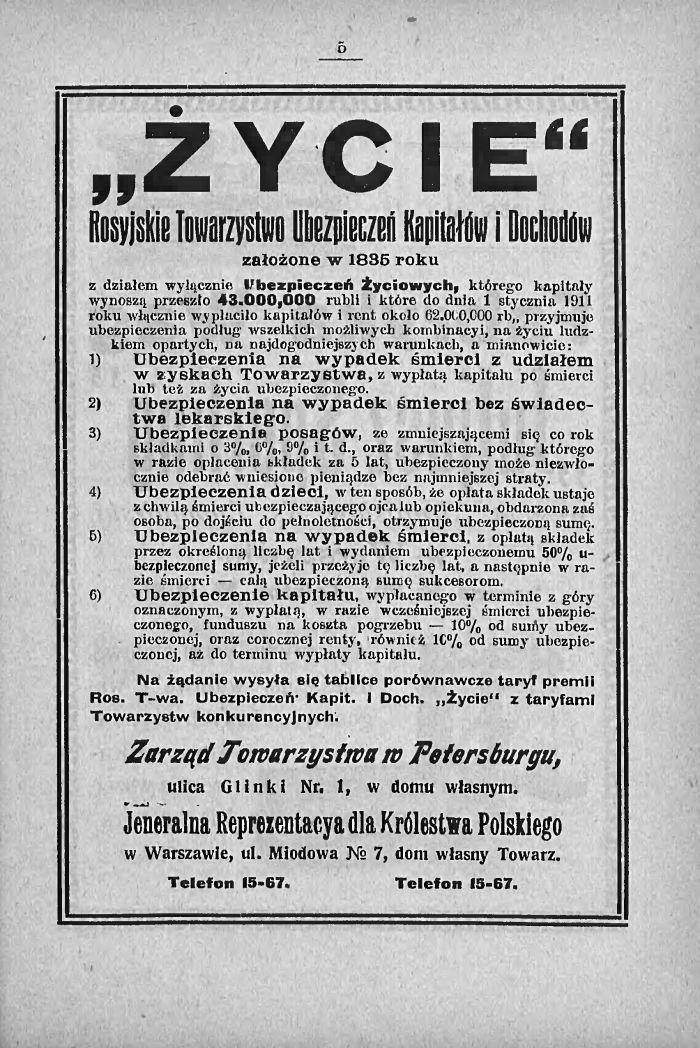 5
„ŻYCIE“
Rosyjskie Towarzystwo Ubezpieczeń Kapitałów i Dochodów
założone w 1835 roku
z działem wyłącznie Ubezpieczeń Życiowych, którego kapitały
wynoszą przeszło 43.000,000 rubli i które do dnia 1 stycznia 1911
roku włącznie wypłaciło kapitałów i rent około 62.000,000 rb,, przyjmuje
ubezpieczenia podług wszelkich możliwych kombinacyi, na życiu ludz-
kiem opartych, na najdogodniejszych warunkach, a mianowicie:
1) Ubezpieczenia na wypadek śmierci z udziałem
w zyskach Towarzystwa, z wypłatą kapitału po śmierci
lub też za życia ubezpieczonego.
2) Ubezpieczenia na wypadek śmierci bez świadec-
twa lekarskiego.
3) Ubezpieczenia posagów, ze zmniejszającemi się co rok
składkami o 3%, 6%, 9% i t. d., oraz warunkiem, podług którego
w razie opłacenia składek za 5 lat, ubezpieczony może niezwło-
cznie odebrać wniesione pieniądze bez najmniejszej straty.
4) Ubezpieczenia dzieci, w ten sposób, że opłata składek ustaje
z chwilą śmierci ubezpieczającego ojca lub opiekuna, obdarzona zaś
osoba, po dojściu do pełnoletności, otrzymuje ubezpieczoną sumę.
5) Ubezpieczenia na wypadek śmierci, z opłatą składek
przez określoną liczbę lat i wydaniem ubezpieczonemu 50% u-
bezpieczonej sumy, jeżeli przeżyje tę liczbę lat, a następnie w ra-
zie śmierci — całą ubezpieczoną sumę sukcesorom.
6) Ubezpieczenie kapitału, wypłacanego w terminie z góry
oznaczonym, z wypłatą, w razie wcześniejszej śmierci ubezpie-
czonego, funduszu na koszta pogrzebu — 10% od sumy ubez-
pieczonej, oraz corocznej renty, również 10% od sumy ubezpie-
czonej, aż do terminu wypłaty kapitału.
Na żądanie wysyła się tablice porównawcze taryf premii
Ros. T-wa. Ubezpieczeń Kapit. i Doch. „Życie“ z taryfami
Towarzystw konkurencyjnych.
Zarząd Towarzystwa w Petersburgu,
ulica Glinki Nr. 1, w domu własnym.
Jeneralna Reprezentacya dla Królestwa Polskiego
w Warszawie, ul. Miodowa № 7, dom własny Towarz.
Telefon 15-67. Telefon 15-67.